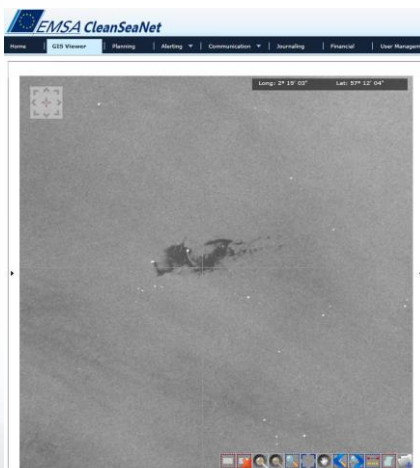 EMSA CleanSeaNet
Home GIS Viewer Planning Alerting Communication Journaling Financial User Managem
Long: 2° 19' 03" Lat: 57° 12' 04"